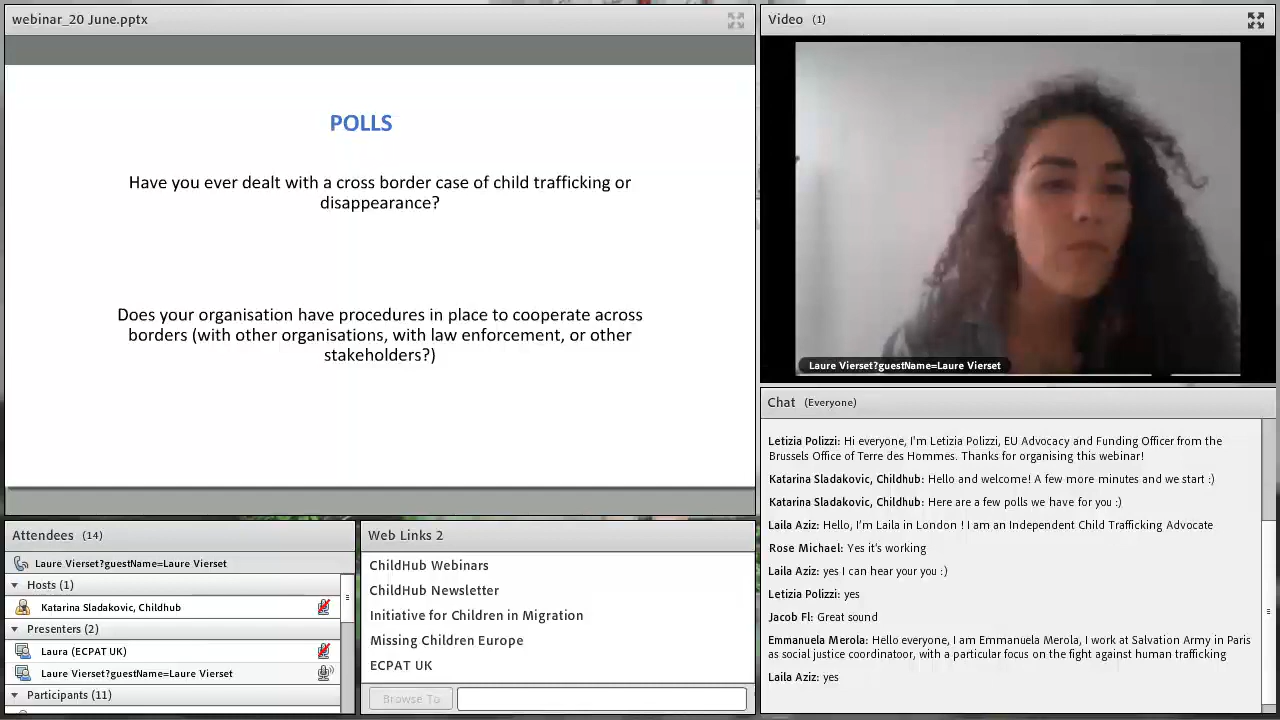 webinar_20 June.pptx
POLLS
Have you ever dealt with a cross border case of child trafficking or
disappearance?
Does your organisation have procedures in place to cooperate across
borders (with other organisations, with law enforcement, or other
stakeholders?)
Video (1)
Laure Vierset?guestName=Laure Vierset
Attendees (14)
Laure Vierset?guestName=Laure Vierset
Hosts (1)
Katarina Sladakovic, Childhub
Presenters (2)
Laura (ECPAT UK)
Laure Vierset?guestName=Laure Vierset
Participants (11)
Web Links 2
ChildHub Webinars
ChildHub Newsletter
Initiative for Children in Migration
Missing Children Europe
ECPAT UK
Browse To
Chat (Everyone)
Letizia Polizzi: Hi everyone, I'm Letizia Polizzi, EU Advocacy and Funding Officer from the
Brussels Office of Terre des Hommes. Thanks for organising this webinar!
Katarina Sladakovic, Childhub: Hello and welcome! A few more minutes and we start :)
Katarina Sladakovic, Childhub: Here are a few polls we have for you :)
Laila Aziz: Hello, I'm Laila in London ! I am an Independent Child Trafficking Advocate
Rose Michael: Yes it's working
Laila Aziz: yes I can hear your you :)
Letizia Polizzi: yes
Jacob Fl: Great sound
Emmanuela Merola: Hello everyone, I am Emmanuela Merola, I work at Salvation Army in Paris
as social justice coordinatoor, with a particular focus on the fight against human trafficking
Laila Aziz: yes